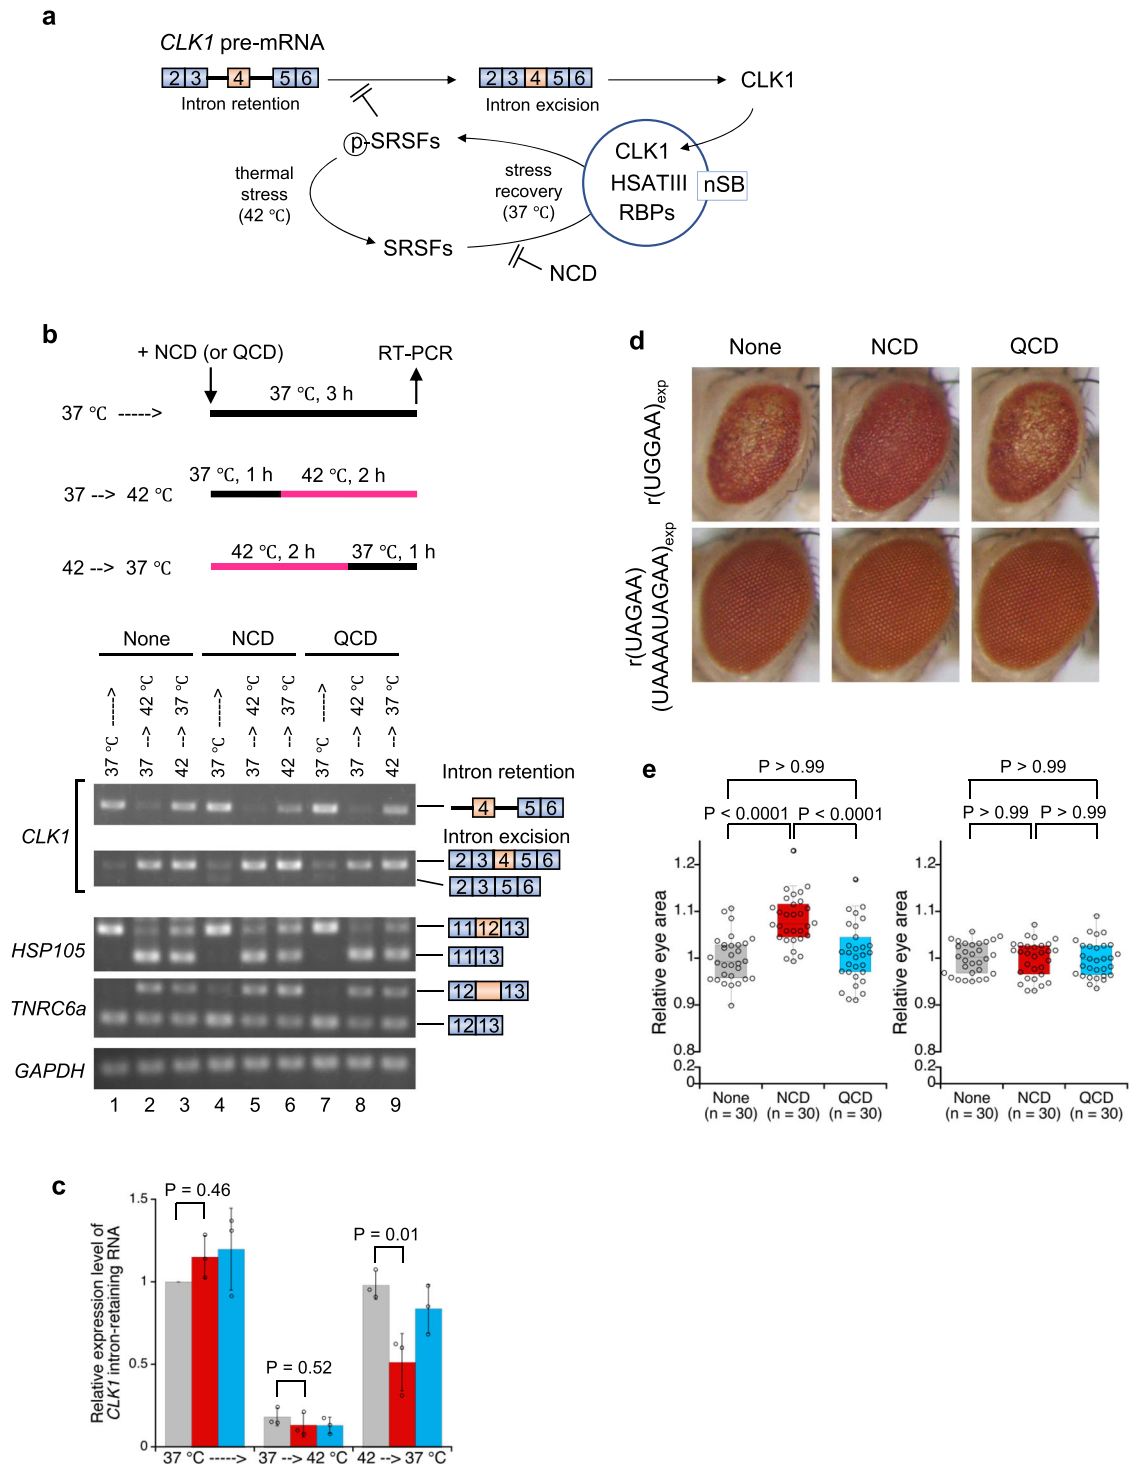 a
CLK1 pre-mRNA
2 3 4 5 6
Intron retention
2 3 4 5 6
Intron excision
CLK1
p-SRSFs
thermal
stress
(42 °C)
stress
recovery
(37 °C)
CLK1
HSATIII
RBPs
nSB
SRSFs
NCD
b
+ NCD (or QCD)
RT-PCR
37 °C ----->
37 °C, 3 h
37 --> 42 °C
37 °C, 1 h
42 °C, 2 h
42 --> 37 °C
42 °C, 2 h
37 °C, 1 h
None NCD QCD
37 °C ----->
37 --> 42 °C
42 --> 37 °C
37 °C ----->
37 --> 42 °C
42 --> 37 °C
37 °C ----->
37 --> 42 °C
42 --> 37 °C
CLK1
Intron retention
4 5 6
Intron excision
2 3 4 5 6
2 3 5 6
HSP105
11 12 13
11 13
TNRC6a
12 13
12 13
GAPDH
1 2 3 4 5 6 7 8 9
c
Relative expression level of
CLK1 intron-retaining RNA
1.5
1
0.5
0
P = 0.46
P = 0.52
P = 0.01
37 °C -----> 37 --> 42 °C 42 --> 37 °C
d
None NCD QCD
r(UGGAA)exp
r(UAGAA)
(UAAAAUAGAA)exp
e
P > 0.99
P < 0.0001 P < 0.0001
Relative eye area
1.2
1.1
1
0.9
0.8
0.2
0
None NCD QCD
(n = 30) (n = 30) (n = 30)
P > 0.99
P > 0.99 P > 0.99
Relative eye area
1.2
1.1
1
0.9
0.8
0.2
0
None NCD QCD
(n = 30) (n = 30) (n = 30)